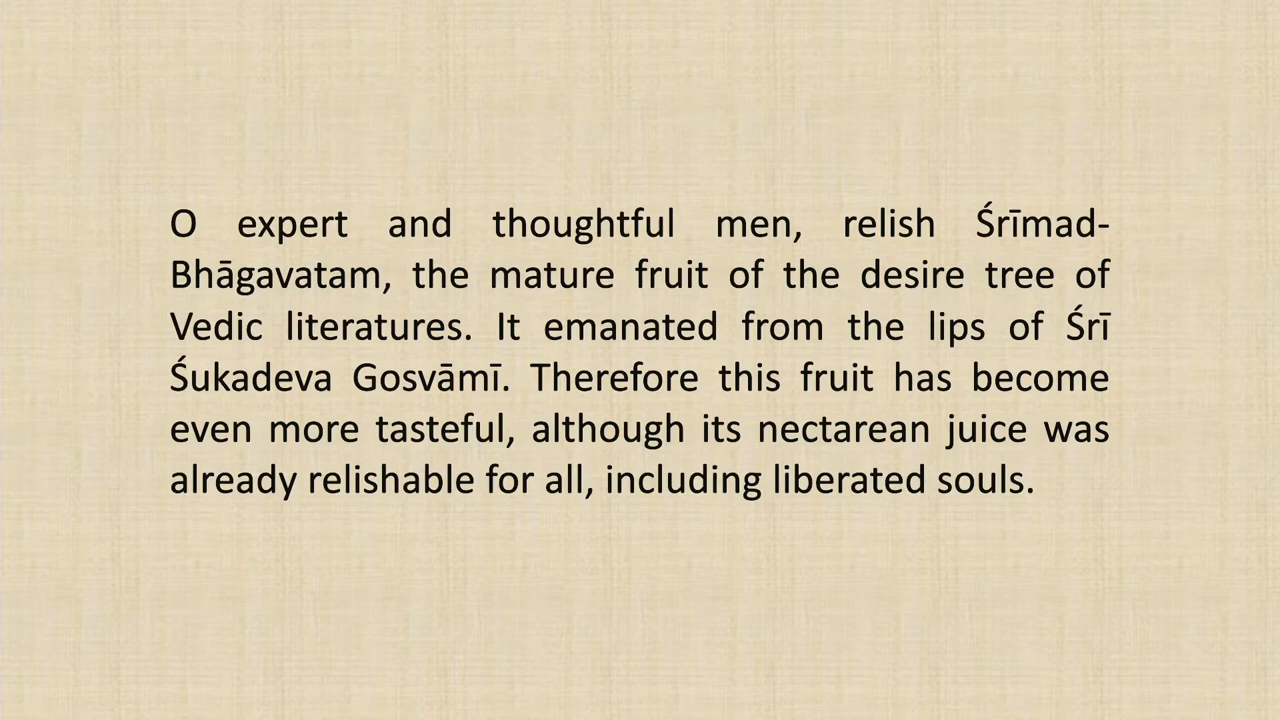 O expert and thoughtful men, relish Śrīmad-
Bhāgavatam, the mature fruit of the desire tree of
Vedic literatures. It emanated from the lips of Śrī
Śukadeva Gosvāmī. Therefore this fruit has become
even more tasteful, although its nectarean juice was
already relishable for all, including liberated souls.